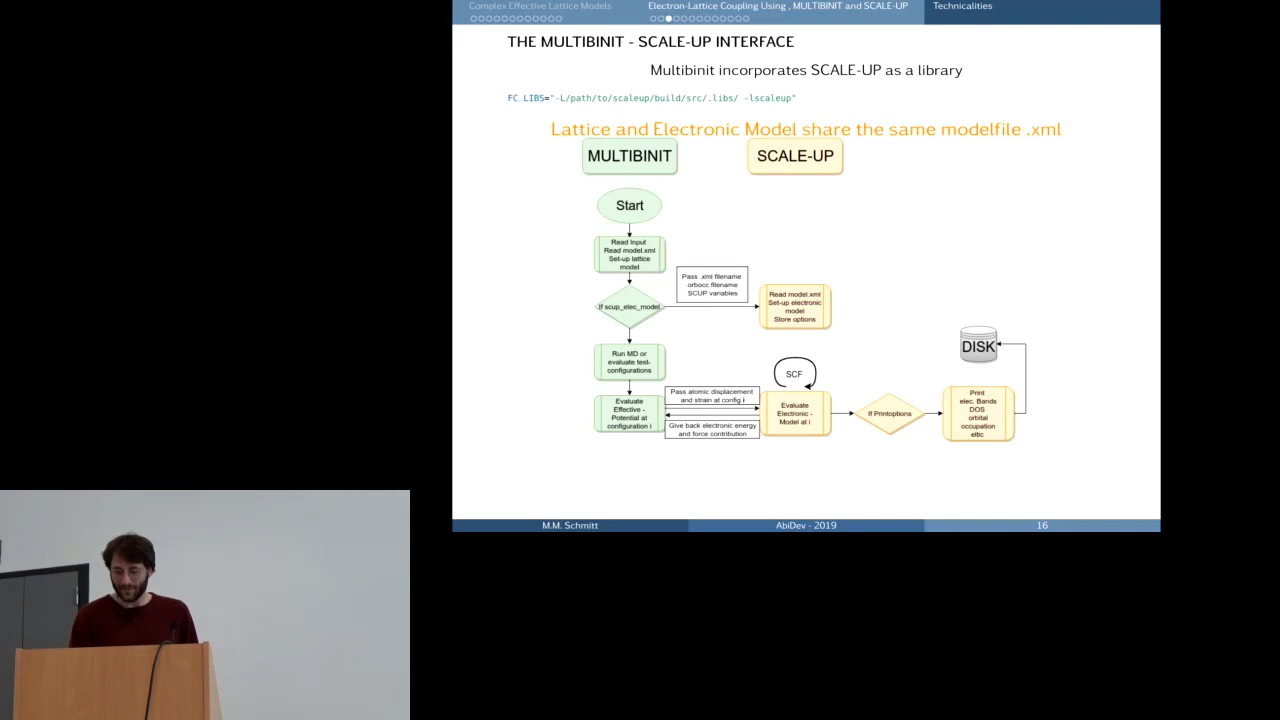 Complex Effective Lattice Models
Electron-Lattice Coupling Using , MULTIBINIT and SCALE-UP
Technicalities
THE MULTIBINIT - SCALE-UP INTERFACE
Multibinit incorporates SCALE-UP as a library
FC_LIBS="-L/path/to/scaleup/build/src/.libs/ -lscaleup"
Lattice and Electronic Model share the same modelfile .xml
MULTIBINIT
SCALE-UP
Start
Read Input
Read model.xml
Set-up lattice
model
Pass .xml filename
orbocc filename
SCUP variables
If scup_elec_model
Read model.xml
Set-up electronic
model
Store options
Run MD or
evaluate test-
configurations
SCF
DISK
Pass atomic displacement
and strain at config i
Evaluate
Effective -
Potential at
configuration i
Give back electronic energy
and force contribution
Evaluate
Electronic -
Model at i
If Printoptions
Print
elec. Bands
DOS
orbital
occupation
eltic
M.M. Schmitt
AbiDev - 2019
16